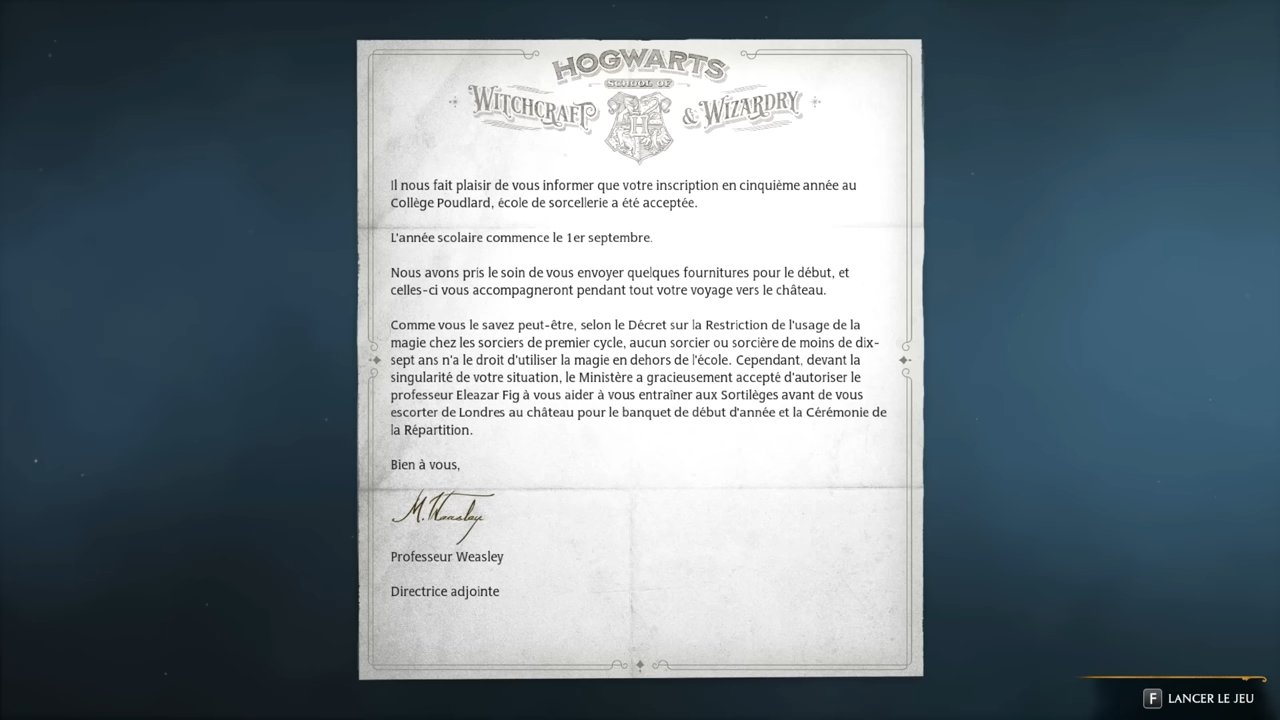 HOGWARTS
SCHOOL OF
WITCHCRAFT & WIZARDRY
H
Il nous fait plaisir de vous informer que votre inscription en cinquième année au
Collège Poudlard, école de sorcellerie a été acceptée.
L'année scolaire commence le 1er septembre.
Nous avons pris le soin de vous envoyer quelques fournitures pour le début, et
celles-ci vous accompagneront pendant tout votre voyage vers le château.
Comme vous le savez peut-être, selon le Décret sur la Restriction de l'usage de la
magie chez les sorciers de premier cycle, aucun sorcier ou sorcière de moins de dix-
sept ans n'a le droit d'utiliser la magie en dehors de l'école. Cependant, devant la
singularité de votre situation, le Ministère a gracieusement accepté d'autoriser le
professeur Eleazar Fig à vous aider à vous entraîner aux Sortilèges avant de vous
escorter de Londres au château pour le banquet de début d'année et la Cérémonie de
la Répartition.
Bien à vous,
M. Weasley
Professeur Weasley
Directrice adjointe
F LANCER LE JEU